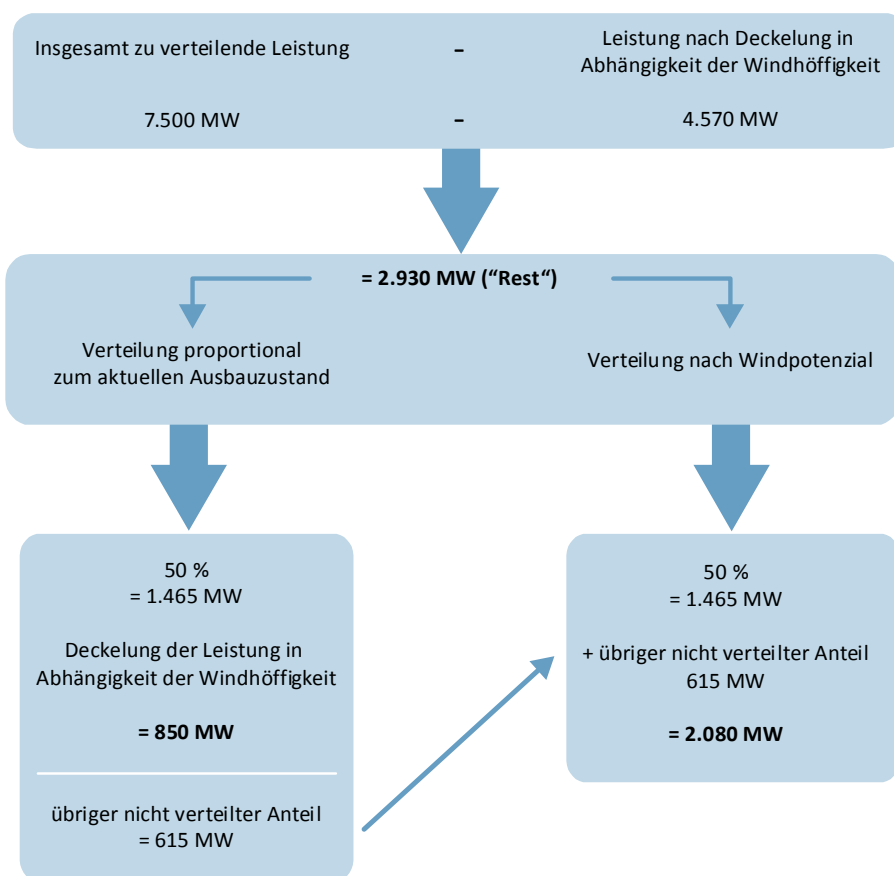 Insgesamt zu verteilende Leistung
–
Leistung nach Deckelung in
Abhängigkeit der Windhöffigkeit
7.500 MW
–
4.570 MW
= 2.930 MW (“Rest“)
Verteilung proportional
zum aktuellen Ausbauzustand
Verteilung nach Windpotenzial
50 %
= 1.465 MW
Deckelung der Leistung in
Abhängigkeit der Windhöffigkeit
= 850 MW
übriger nicht verteilter Anteil
= 615 MW
50 %
= 1.465 MW
+ übriger nicht verteilter Anteil
615 MW
= 2.080 MW